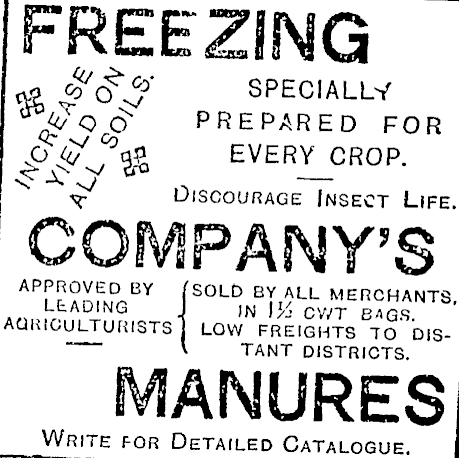 FREEZING
INCREASE
YIELD ON
ALL SOILS.
SPECIALLY
PREPARED FOR
EVERY CROP.
DISCOURAGE INSECT LIFE.
COMPANY'S
APPROVED BY
LEADING
AGRICULTURISTS
SOLD BY ALL MERCHANTS,
IN 1½ CWT BAGS.
LOW FREIGHTS TO DIS-
TANT DISTRICTS.
MANURES
WRITE FOR DETAILED CATALOGUE.